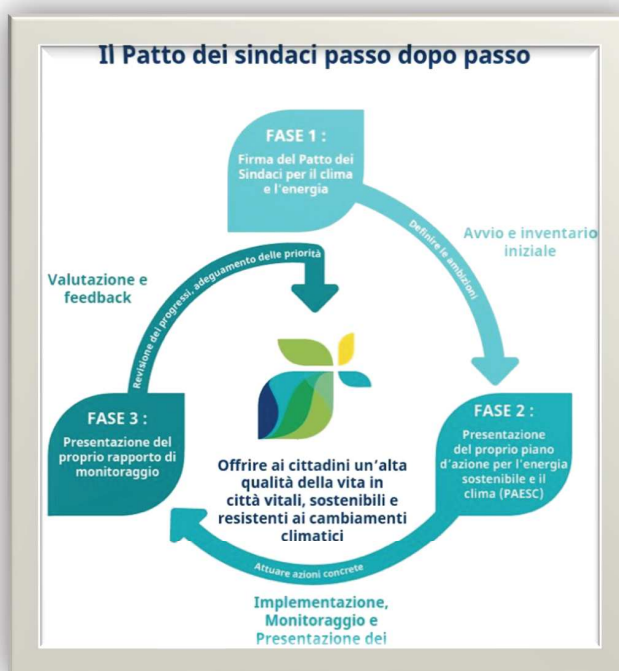 Il Patto dei sindaci passo dopo passo
FASE 1 :
Firma del Patto dei
Sindaci per il clima
e l'energia
Definire le ambizioni
Avvio e inventario
iniziale
Revisione dei progressi, adeguamento delle priorità
Valutazione e
feedback
FASE 2 :
Presentazione
del proprio piano
d'azione per l'energia
sostenibile e il
clima (PAESC)
FASE 3 :
Presentazione del
proprio rapporto di
monitoraggio
Offrire ai cittadini un'alta
qualità della vita in
città vitali, sostenibili e
resistenti ai cambiamenti
climatici
Attuare azioni concrete
Implementazione,
Monitoraggio e
Presentazione dei